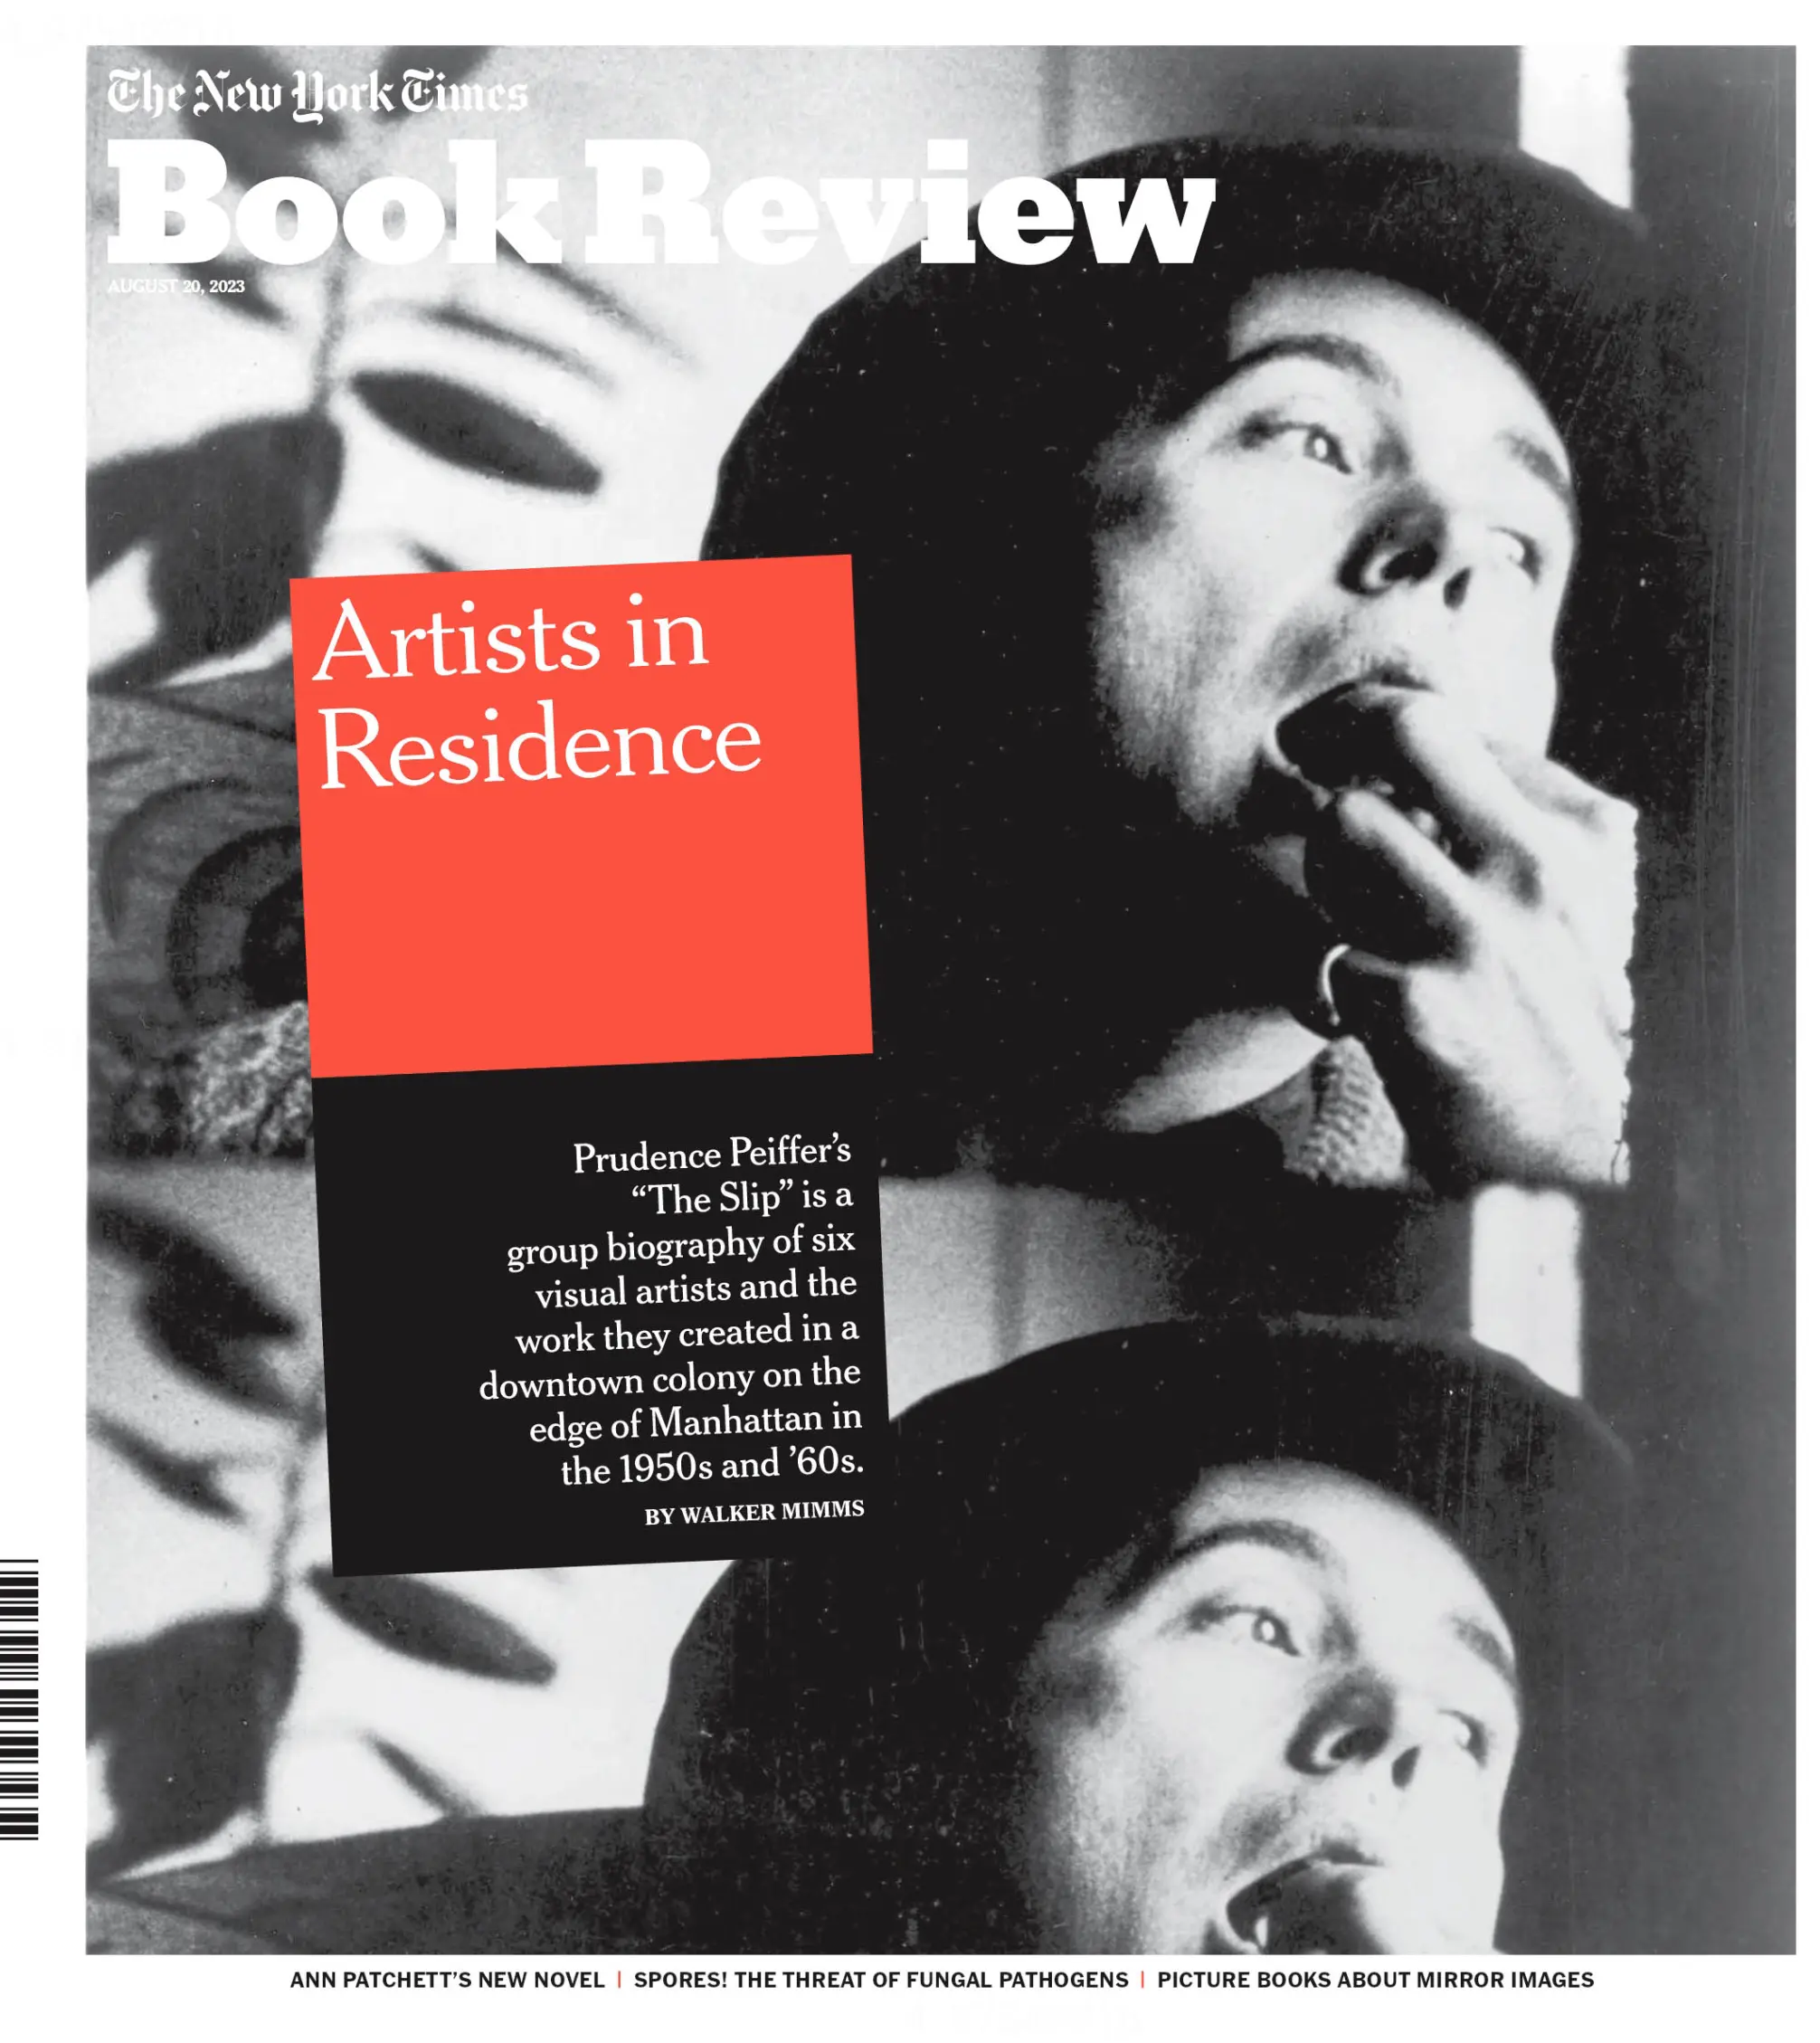 The New York Times
Book Review
AUGUST 20, 2023
Artists in
Residence
Prudence Peiffer’s
“The Slip” is a
group biography of six
visual artists and the
work they created in a
downtown colony on the
edge of Manhattan in
the 1950s and ’60s.
BY WALKER MIMMS
ANN PATCHETT’S NEW NOVEL | SPORES! THE THREAT OF FUNGAL PATHOGENS | PICTURE BOOKS ABOUT MIRROR IMAGES